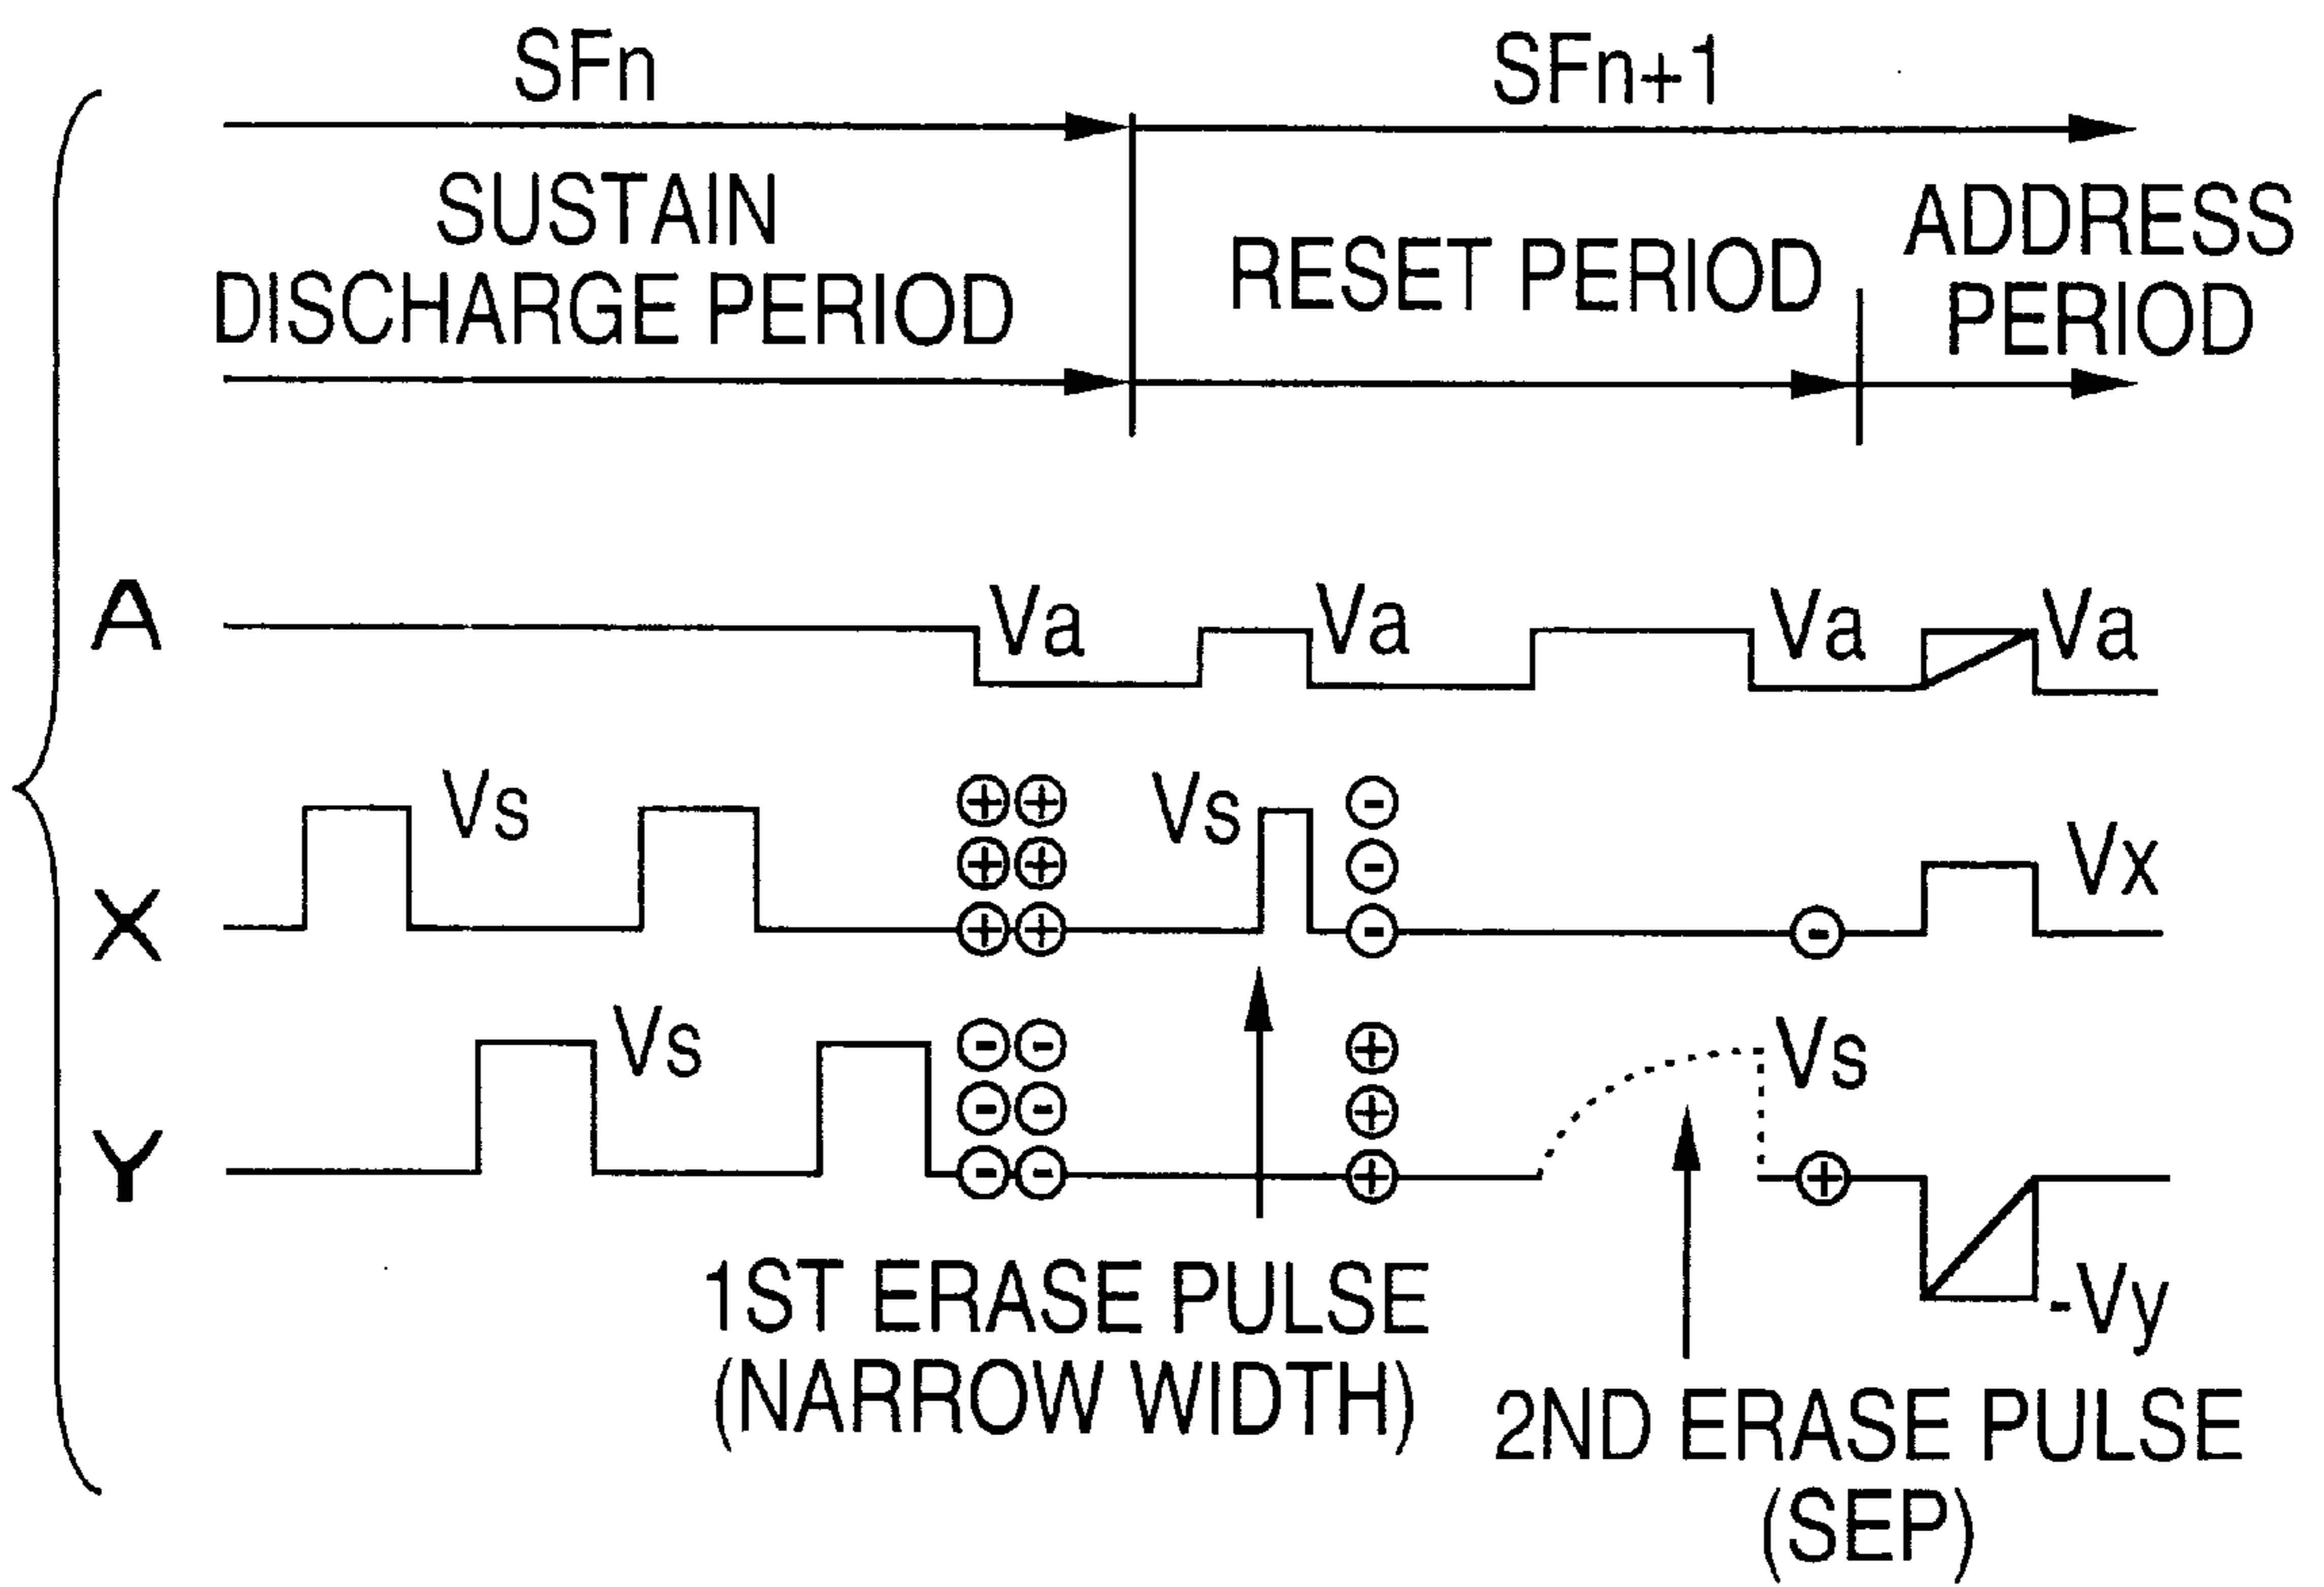 SFn
SFn+1
SUSTAIN
DISCHARGE PERIOD
RESET PERIOD
ADDRESS
PERIOD
A
Va
Va
Va
Va
X
Vs
Vs
Vx
Y
Vs
Vs
-Vy
1ST ERASE PULSE
(NARROW WIDTH)
2ND ERASE PULSE
(SEP)